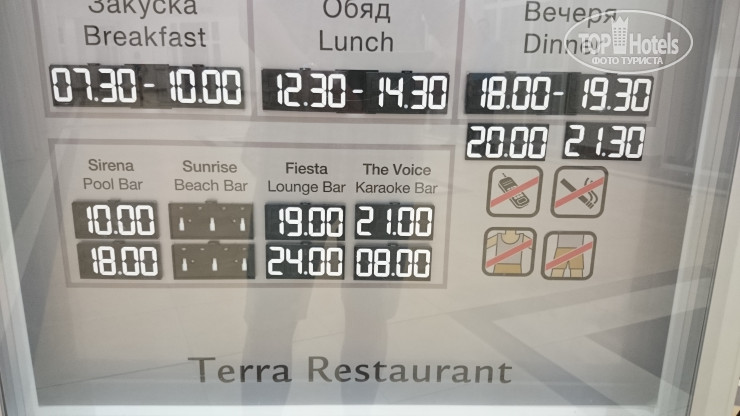 Закуска Обяд Вечеря
Breakfast Lunch Dinner
07.30 - 10.00 12.30 - 14.30 18.00 - 19.30
20.00 21.30
Sirena Sunrise Fiesta The Voice
Pool Bar Beach Bar Lounge Bar Karaoke Bar
10.00 19.00 21.00
18.00 24.00 08.00
Terra Restaurant
TOP Hotels
ФОТО ТУРИСТА